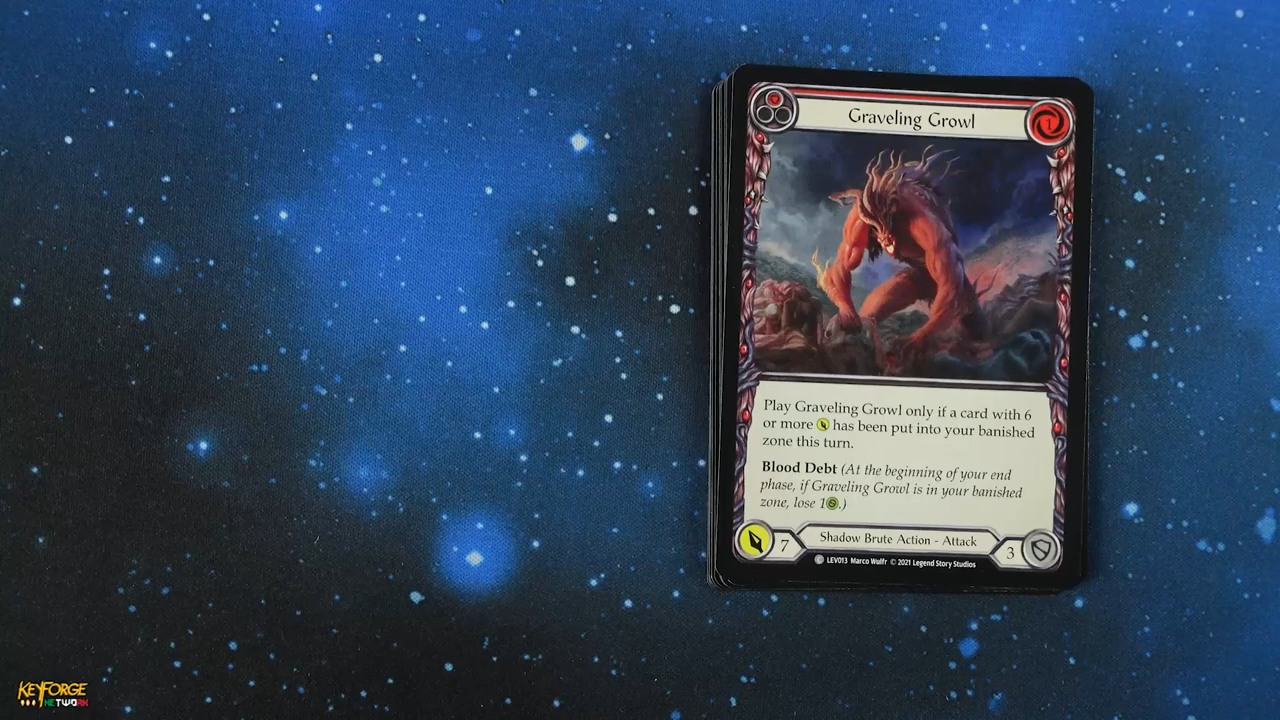 Graveling Growl
1
Play Graveling Growl only if a card with 6
or more has been put into your banished
zone this turn.
Blood Debt (At the beginning of your end
phase, if Graveling Growl is in your banished
zone, lose 1.)
7
Shadow Brute Action - Attack
3
C LEV013 Marco Wulfr © 2021 Legend Story Studios
KEYFORGE
NETWORK